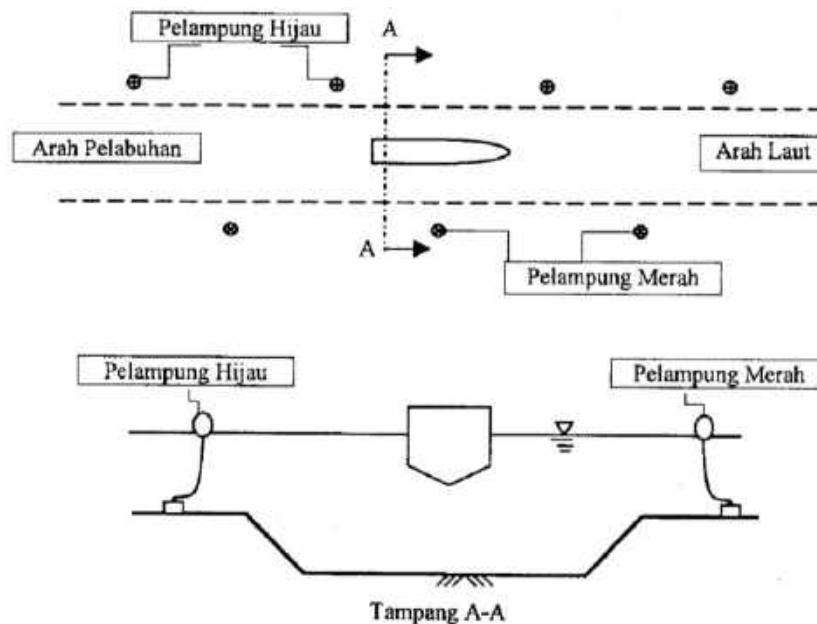 Pelampung Hijau
A
Arah Pelabuhan
Arah Laut
A
Pelampung Merah
Pelampung Hijau
Pelampung Merah
Tampang A-A